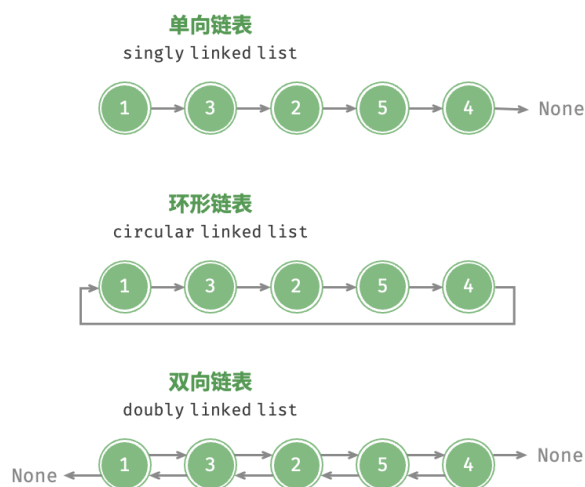 单向链表
singly linked list
1 3 2 5 4 None
环形链表
circular linked list
1 3 2 5 4
双向链表
doubly linked list
1 3 2 5 4 None
None